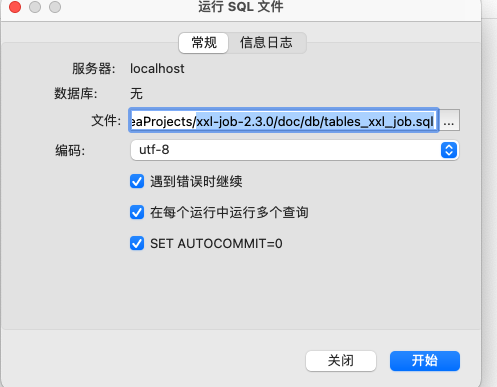 运行 SQL 文件
常规 信息日志
服务器: localhost
数据库: 无
文件: eaProjects/xxl-job-2.3.0/doc/db/tables_xxl_job.sql ...
编码: utf-8
遇到错误时继续
在每个运行中运行多个查询
SET AUTOCOMMIT=0
关闭 开始